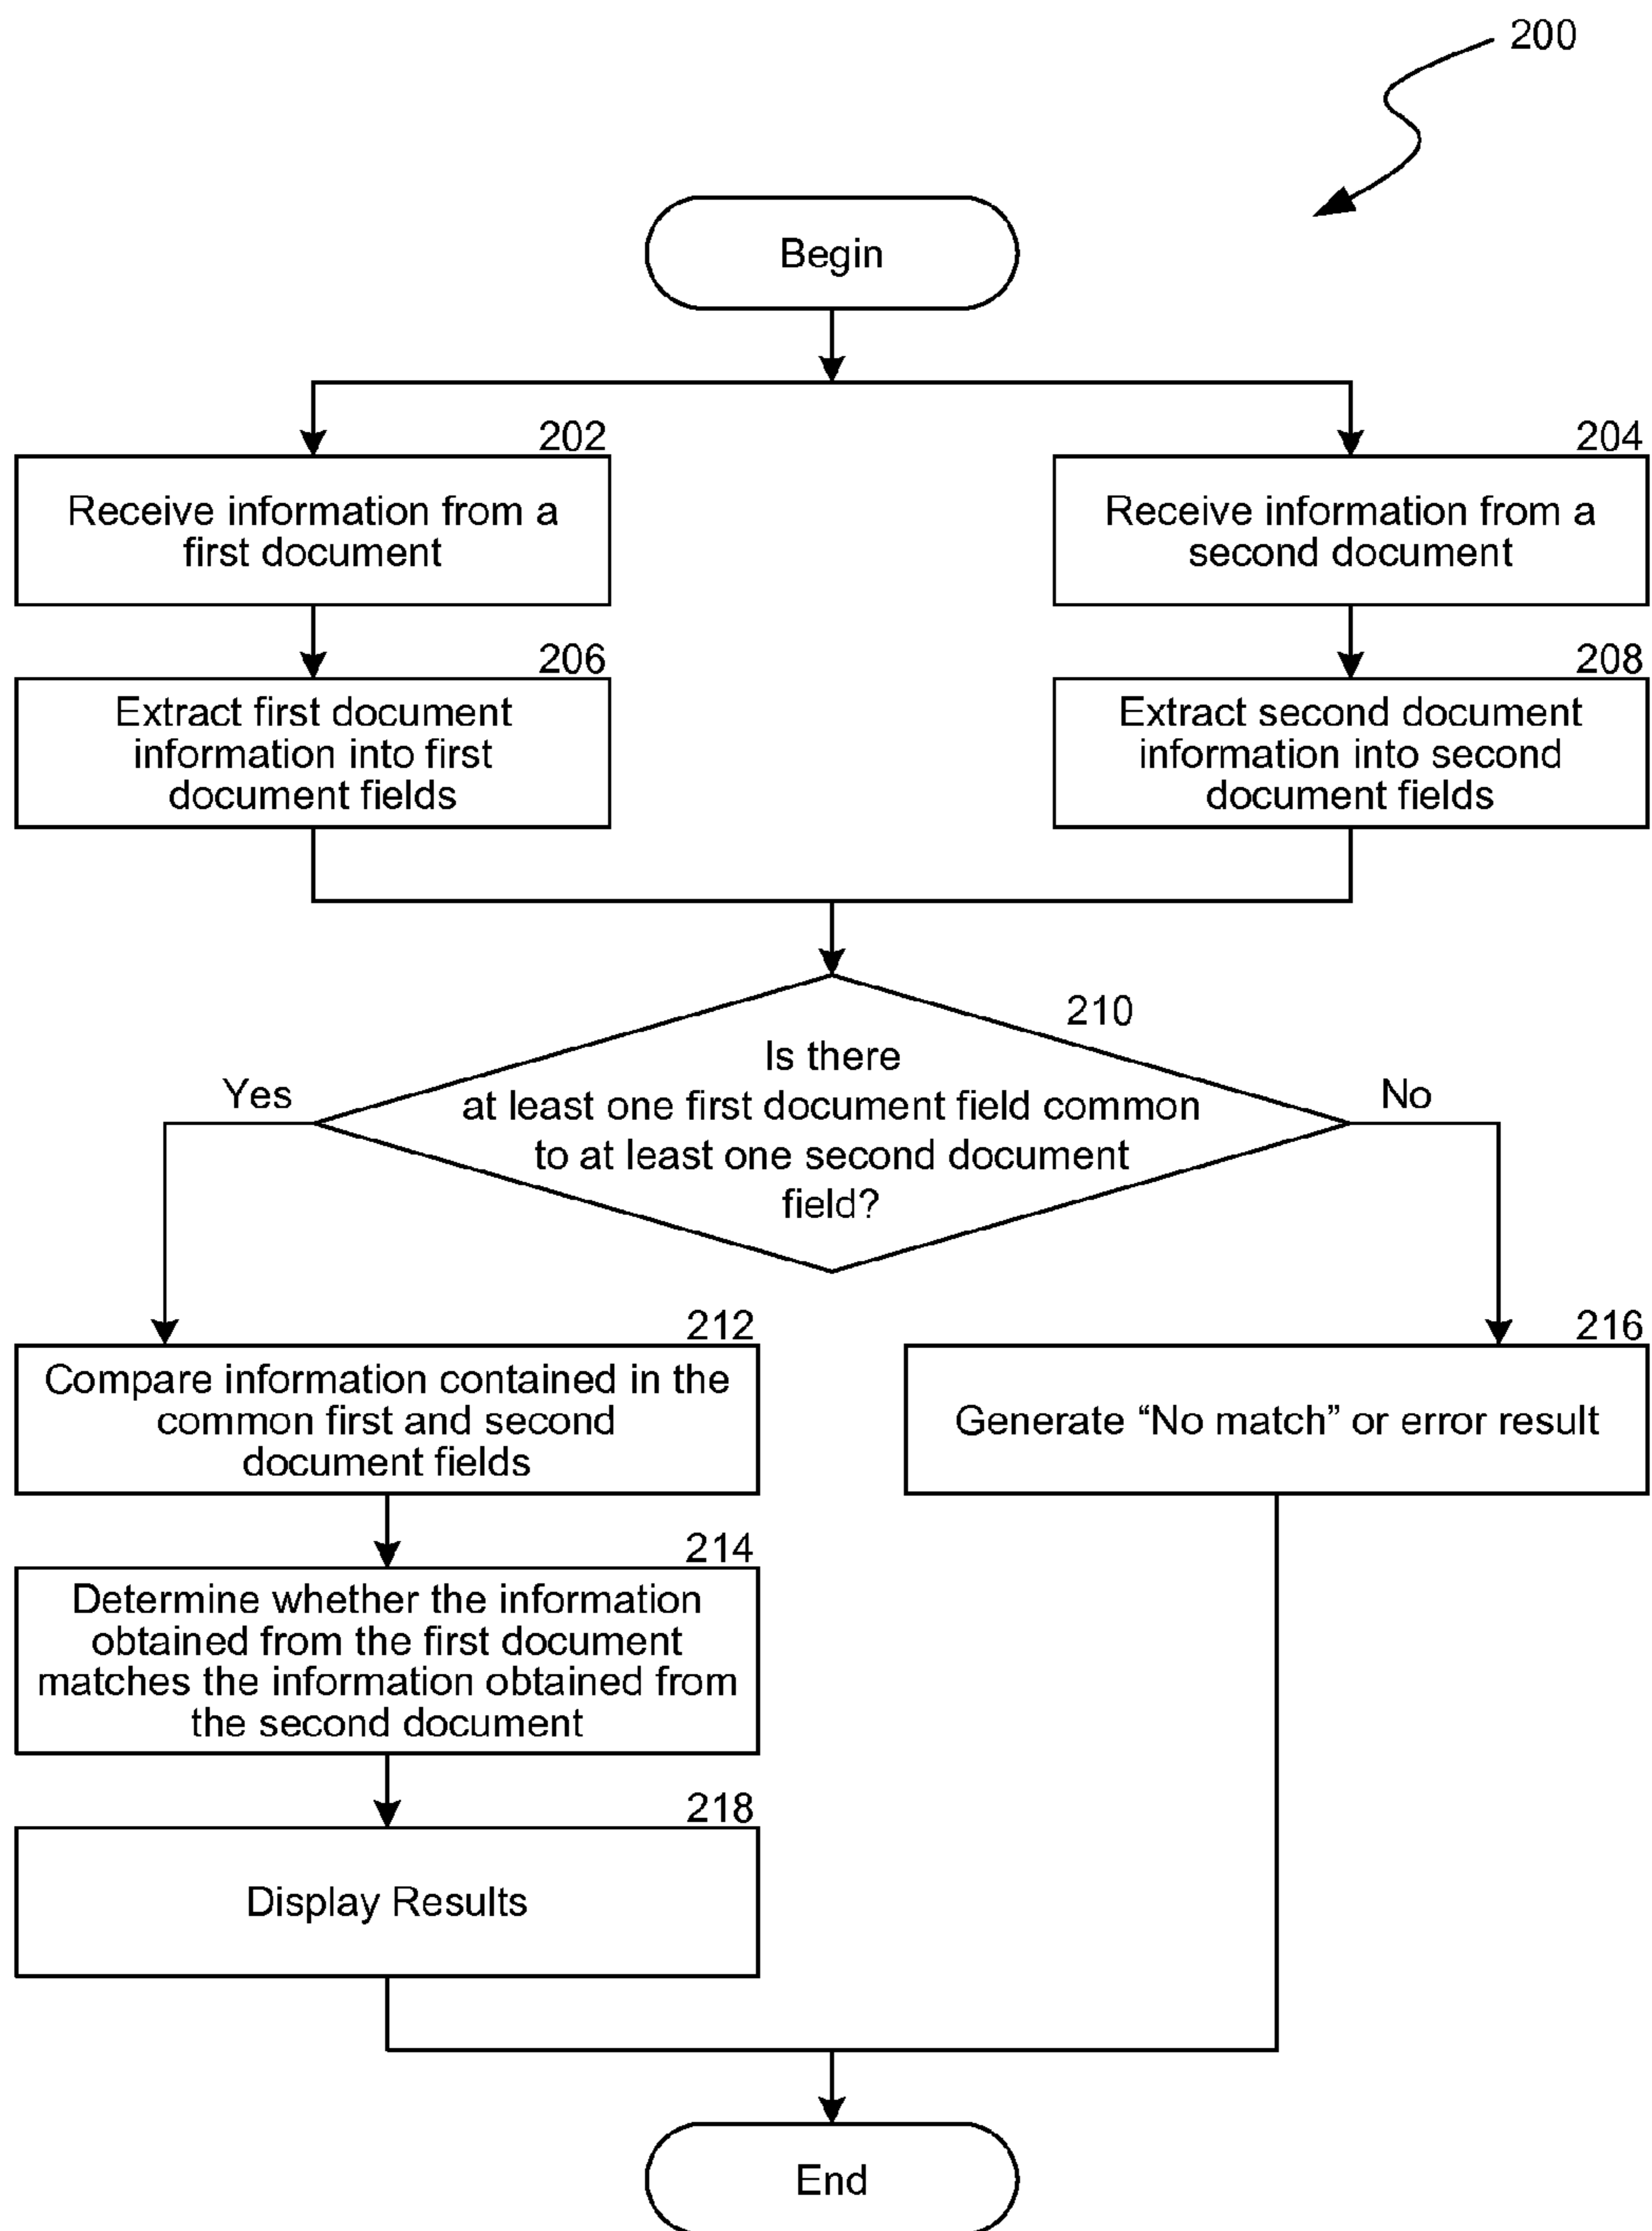 200
Begin
202
Receive information from a
first document
204
Receive information from a
second document
206
Extract first document
information into first
document fields
208
Extract second document
information into second
document fields
210
Is there
at least one first document field common
to at least one second document
field?
Yes
No
212
Compare information contained in the
common first and second
document fields
216
Generate “No match” or error result
214
Determine whether the information
obtained from the first document
matches the information obtained from
the second document
218
Display Results
End